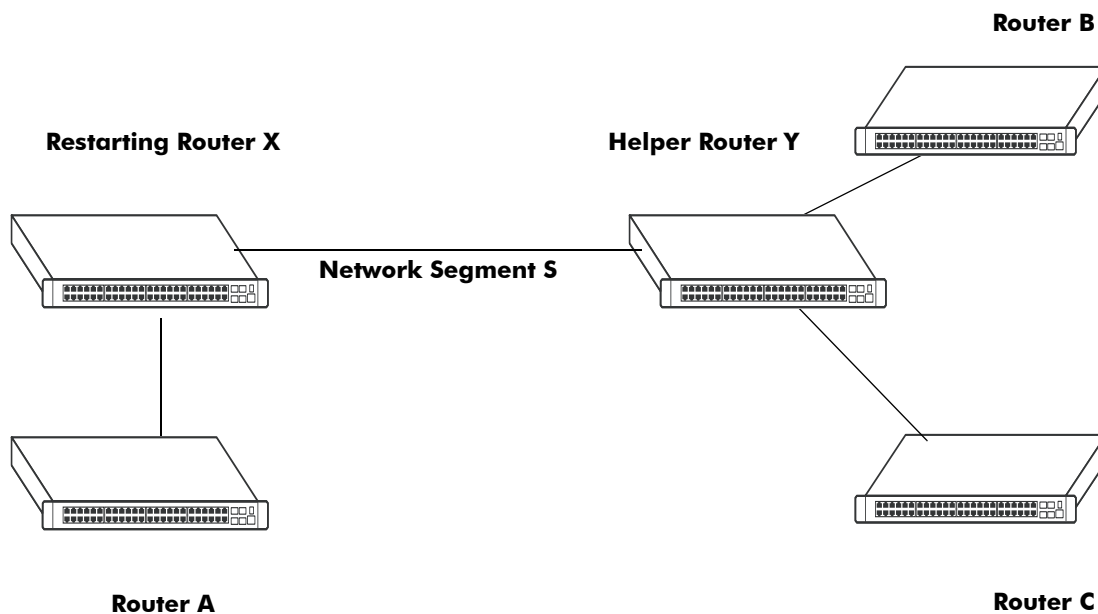 Router B
Restarting Router X
Helper Router Y
Network Segment S
Router A
Router C